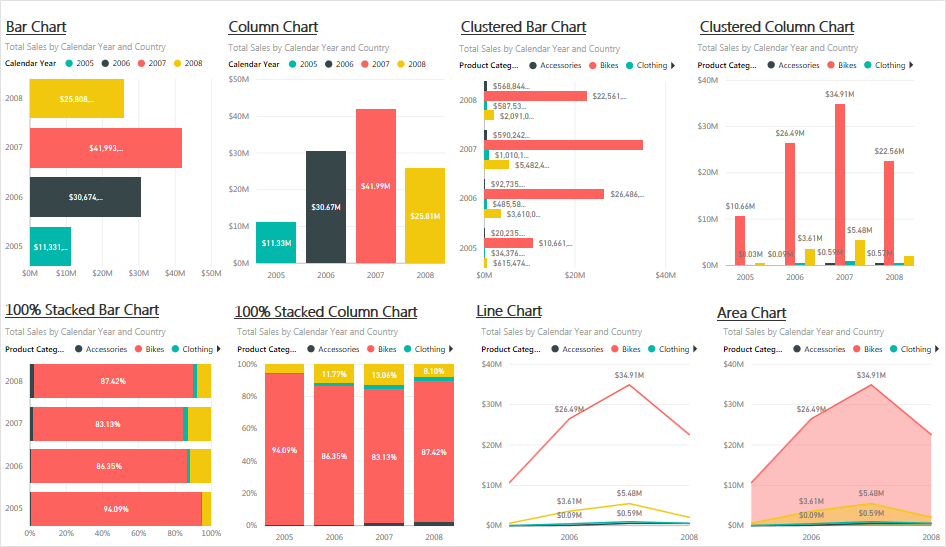 Bar Chart
Total Sales by Calendar Year and Country
Calendar Year 2005 2006 2007 2008
2008 $25,808,...
2007 $41,993,...
2006 $30,674,...
2005 $11,331,...
$0M $10M $20M $30M $40M $50M
Column Chart
Total Sales by Calendar Year and Country
Calendar Year 2005 2006 2007 2008
$50M
$40M
$30M
$20M
$10M
$0M
$11.33M $30.67M $41.99M $25.81M
2005 2006 2007 2008
Clustered Bar Chart
Total Sales by Calendar Year and Country
Product Categ... Accessories Bikes Clothing
2008
$568,844...
$22,561,...
$587,53...
$2,091,0...
2007
$590,242...
$1,010,1...
$5,482,4...
2006
$92,735...
$26,486,...
$485,58...
$3,610,0...
2005
$20,235...
$10,661,...
$34,376...
$615,474...
$0M $20M $40M
Clustered Column Chart
Total Sales by Calendar Year and Country
Product Categ... Accessories Bikes Clothing
$40M
$30M
$20M
$10M
$0M
$10.66M $0.03M
$26.49M $0.09M $3.61M
$34.91M $0.59M $5.48M
$22.56M $0.57M
2005 2006 2007 2008
100% Stacked Bar Chart
Total Sales by Calendar Year and Country
Product Categ... Accessories Bikes Clothing
2008 87.42%
2007 83.13%
2006 86.35%
2005 94.09%
0% 20% 40% 60% 80% 100%
100% Stacked Column Chart
Total Sales by Calendar Year and Country
Product Categ... Accessories Bikes Clothing
100%
80%
60%
40%
20%
0%
11.77% 13.06% 8.10%
94.09% 86.35% 83.13% 87.42%
2005 2006 2007 2008
Line Chart
Total Sales by Calendar Year and Country
Product Categ... Accessories Bikes Clothing
$40M
$30M
$20M
$10M
$0M
$34.91M
$26.49M
$3.61M $5.48M
$0.09M $0.59M
2006 2008
Area Chart
Total Sales by Calendar Year and Country
Product Categ... Accessories Bikes Clothing
$40M
$30M
$20M
$10M
$0M
$34.91M
$26.49M
$3.61M $5.48M
$0.09M $0.59M
2006 2008